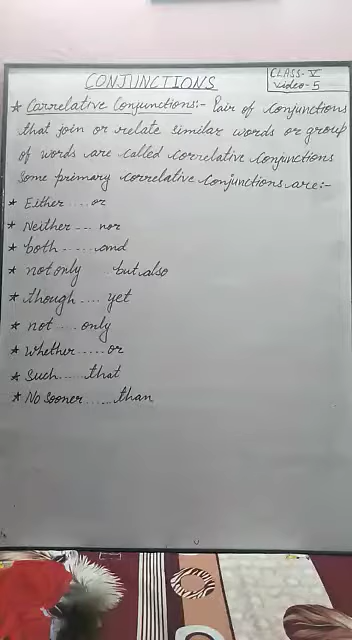 CONJUNCTIONS
CLASS- V
Video-5
* Correlative Conjunctions:- Pair of conjunctions
that join or relate similar words or group
of words are called correlative conjunctions
Some primary correlative conjunctions are:-
* Either .... or
* Neither --- nor
* both ------ and
* not only .... but also
* though .... yet
* not .... only
* whether ..... or
* Such ..... that
* No sooner ..... than